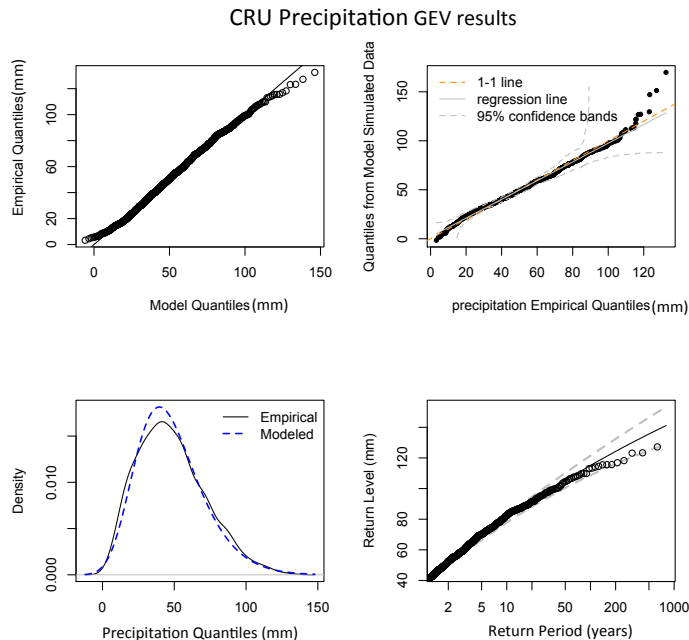 CRU Precipitation GEV results
Empirical Quantiles(mm)
0 20 60 100
0 50 100 150
Model Quantiles(mm)
Quantiles from Model Simulated Data
0 50 100 150
1-1 line
regression line
95% confidence bands
0 20 40 60 80 100 120
precipitation Empirical Quantiles(mm)
Density
0.000 0.010
Empirical
Modeled
0 50 100 150
Precipitation Quantiles (mm)
Return Level (mm)
40 60 80 120
2 5 10 20 50 200 1000
Return Period (years)